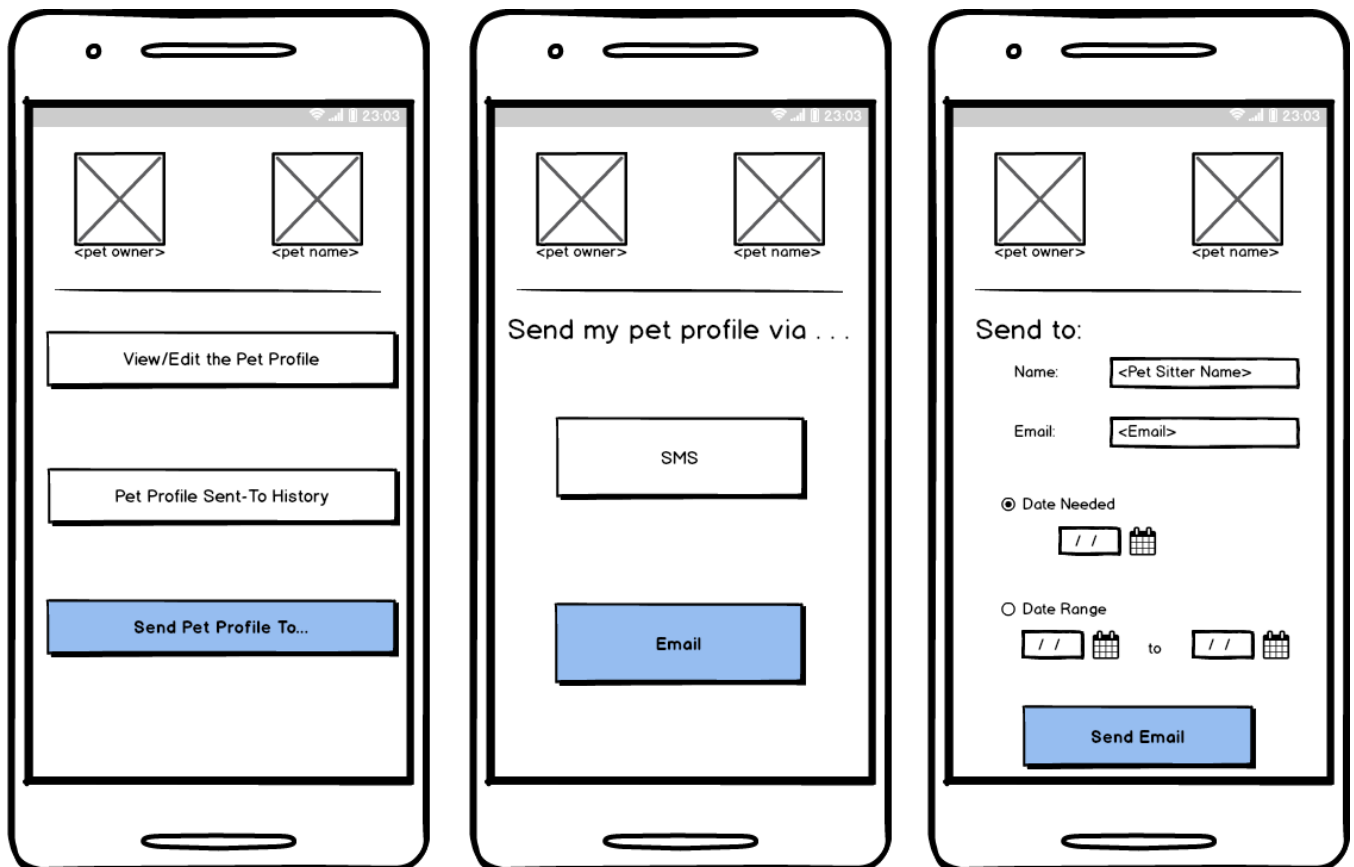 23:03
<pet owner> <pet name>
View/Edit the Pet Profile
Pet Profile Sent-To History
Send Pet Profile To...
23:03
<pet owner> <pet name>
Send my pet profile via . . .
SMS
Email
23:03
<pet owner> <pet name>
Send to:
Name: <Pet Sitter Name>
Email: <Email>
Date Needed
/ /
Date Range
/ / to / /
Send Email